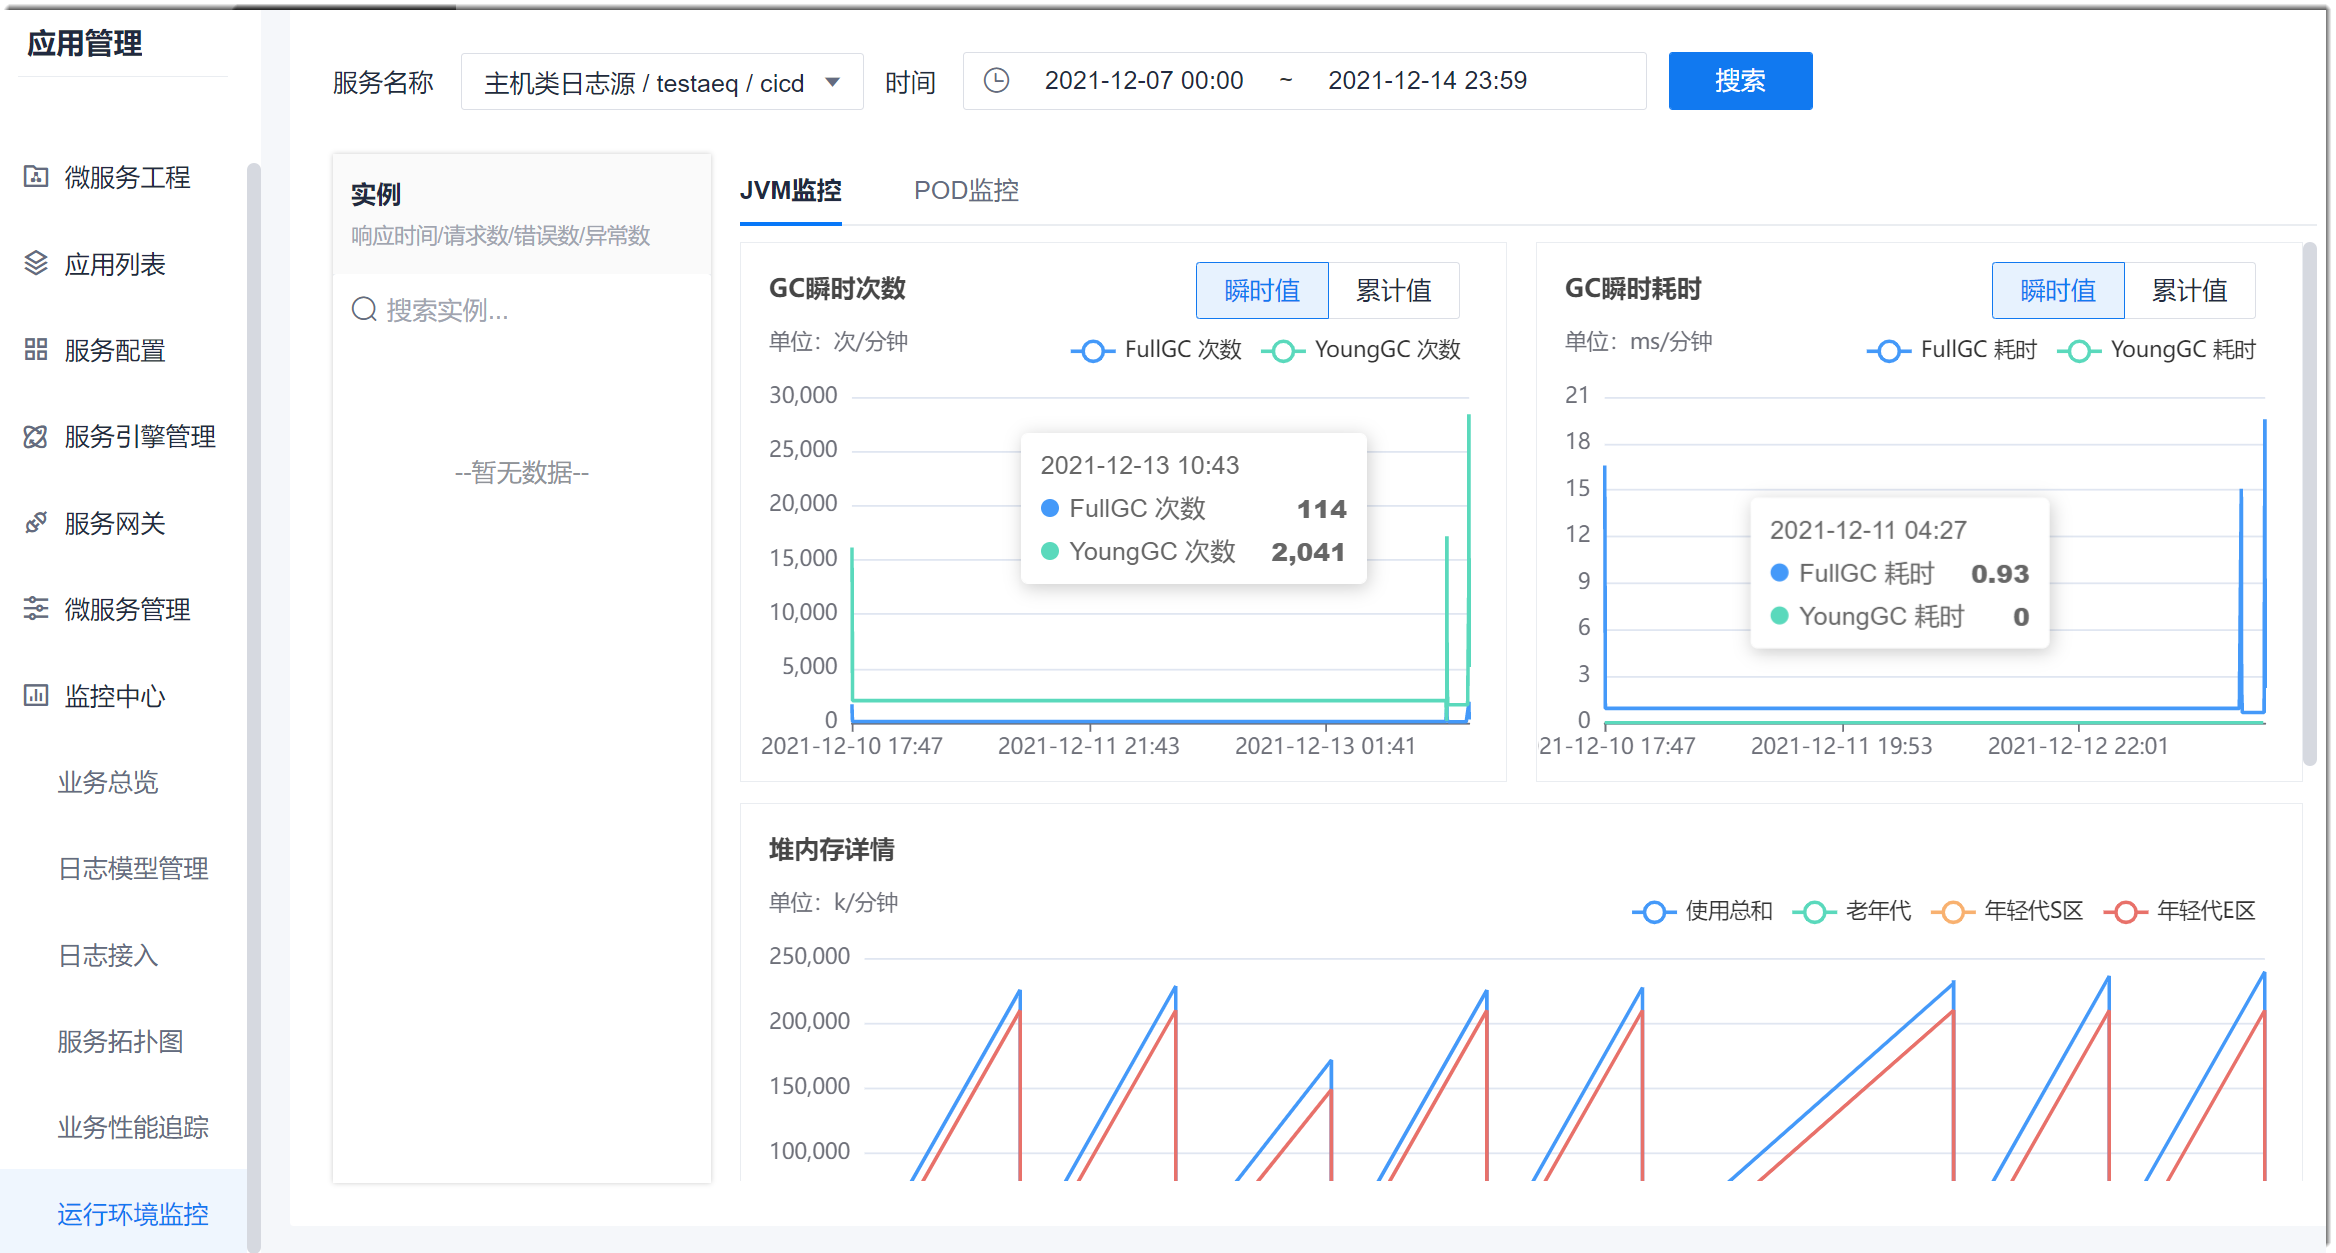 应用管理
微服务工程
应用列表
服务配置
服务引擎管理
服务网关
微服务管理
监控中心
业务总览
日志模型管理
日志接入
服务拓扑图
业务性能追踪
运行环境监控
服务名称 主机类日志源 / testaeq / cicd 时间 2021-12-07 00:00 ~ 2021-12-14 23:59 搜索
实例
响应时间/请求数/错误数/异常数
搜索实例...
--暂无数据--
JVM监控 POD监控
GC瞬时次数 瞬时值 累计值
单位：次/分钟 FullGC 次数 YoungGC 次数
30,000
25,000
20,000
15,000
10,000
5,000
0
2021-12-10 17:47 2021-12-11 21:43 2021-12-13 01:41
2021-12-13 10:43
FullGC 次数 114
YoungGC 次数 2,041
GC瞬时耗时 瞬时值 累计值
单位：ms/分钟 FullGC 耗时 YoungGC 耗时
21
18
15
12
9
6
3
0
21-12-10 17:47 2021-12-11 19:53 2021-12-12 22:01
2021-12-11 04:27
FullGC 耗时 0.93
YoungGC 耗时 0
堆内存详情
单位：k/分钟 使用总和 老年代 年轻代S区 年轻代E区
250,000
200,000
150,000
100,000